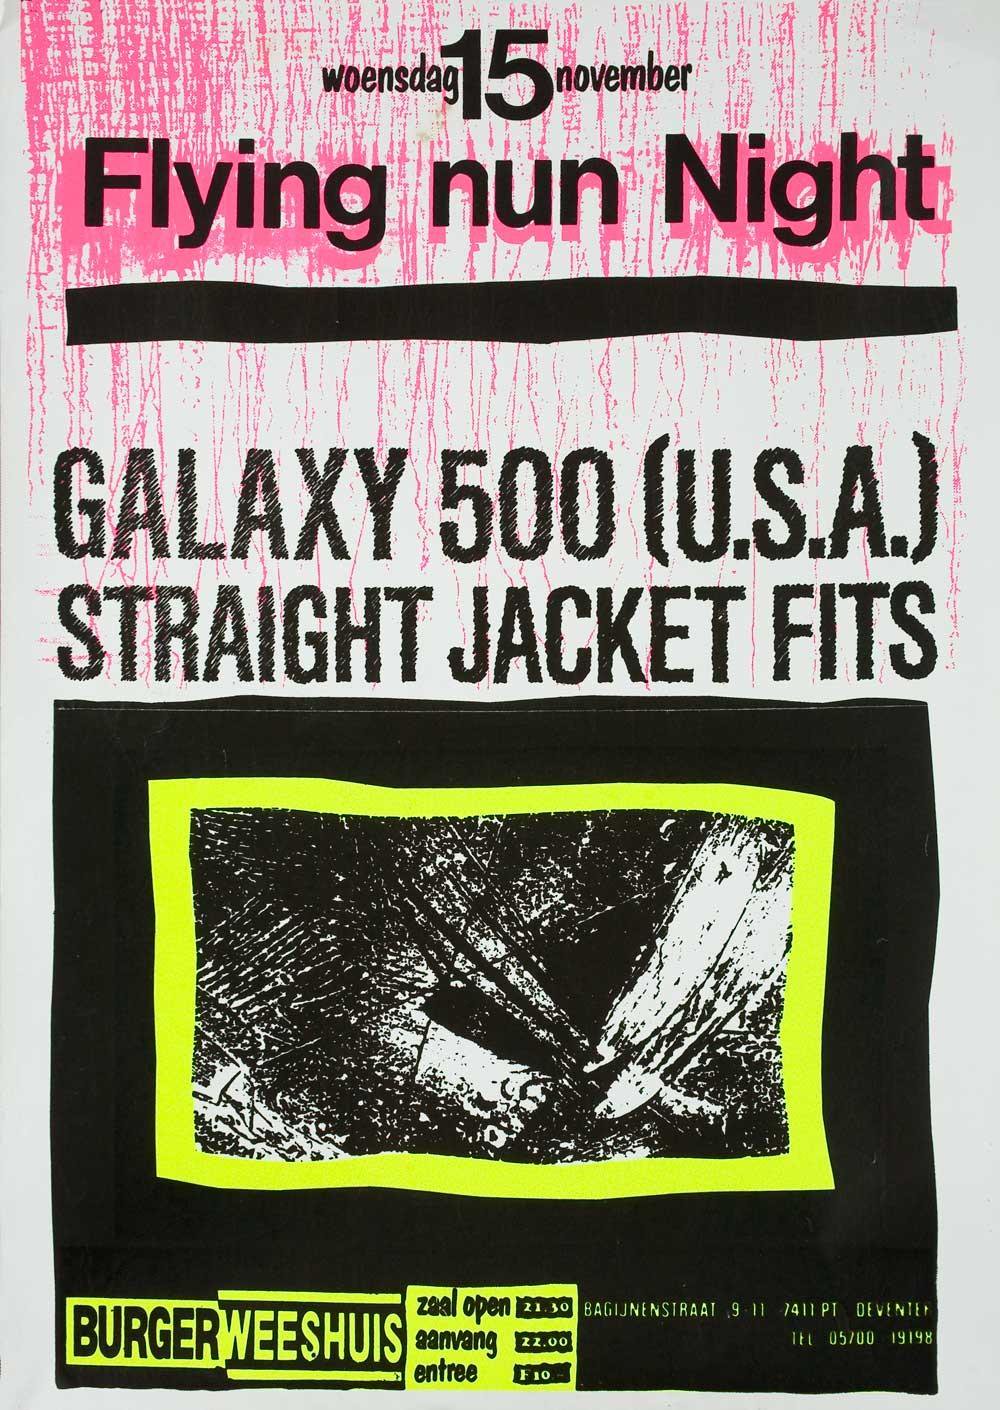 woensdag 15 november
Flying nun Night
GALAXY 500 (U.S.A.)
STRAIGHT JACKET FITS
BURGERWEESHUIS
zaal open 21.30
aanvang 22.00
entree F10-
BAGIJNENSTRAAT 9-11 7411 PT DEVENTER
TEL 05700 19198